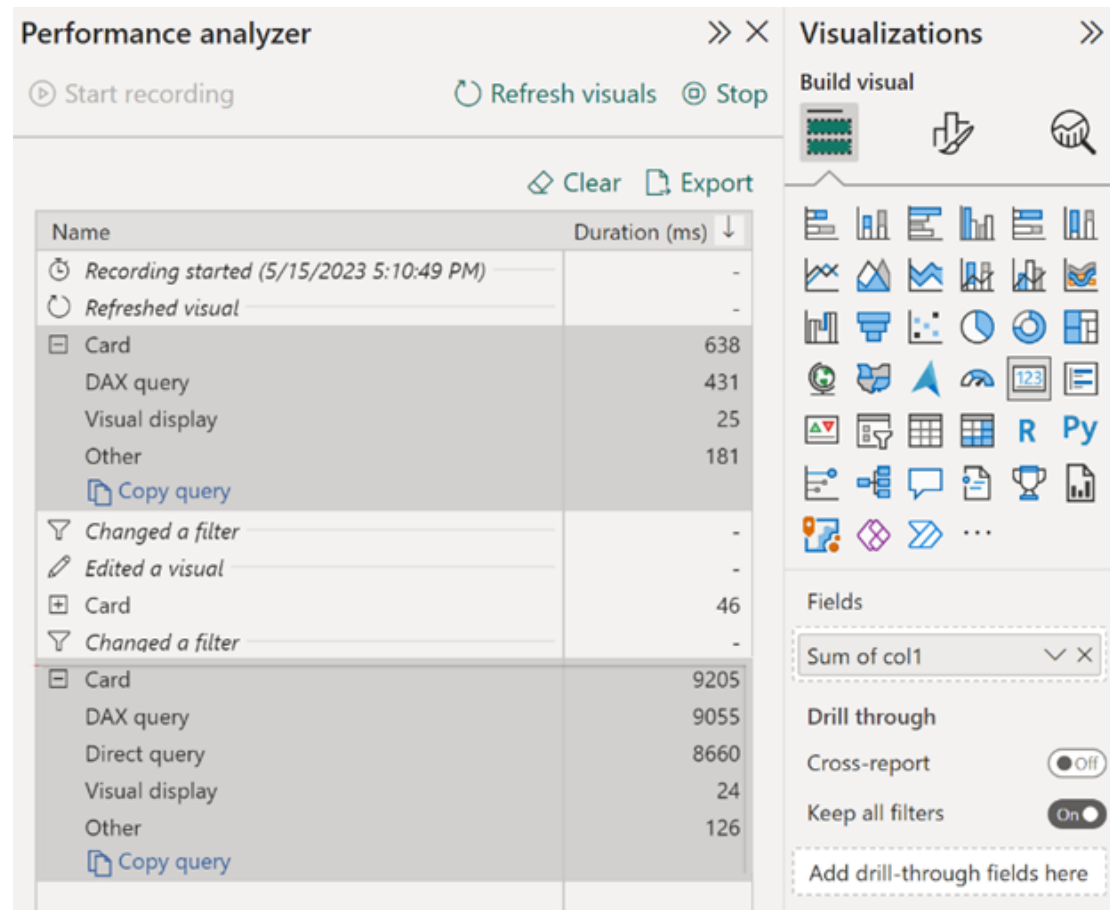 Performance analyzer
Start recording
Refresh visuals
Stop
Clear
Export
Name Duration (ms)
Recording started (5/15/2023 5:10:49 PM) -
Refreshed visual -
Card 638
DAX query 431
Visual display 25
Other 181
Copy query
Changed a filter -
Edited a visual -
Card 46
Changed a filter -
Card 9205
DAX query 9055
Direct query 8660
Visual display 24
Other 126
Copy query
Visualizations
Build visual
123
R Py
...
Fields
Sum of col1
Drill through
Cross-report Off
Keep all filters On
Add drill-through fields here